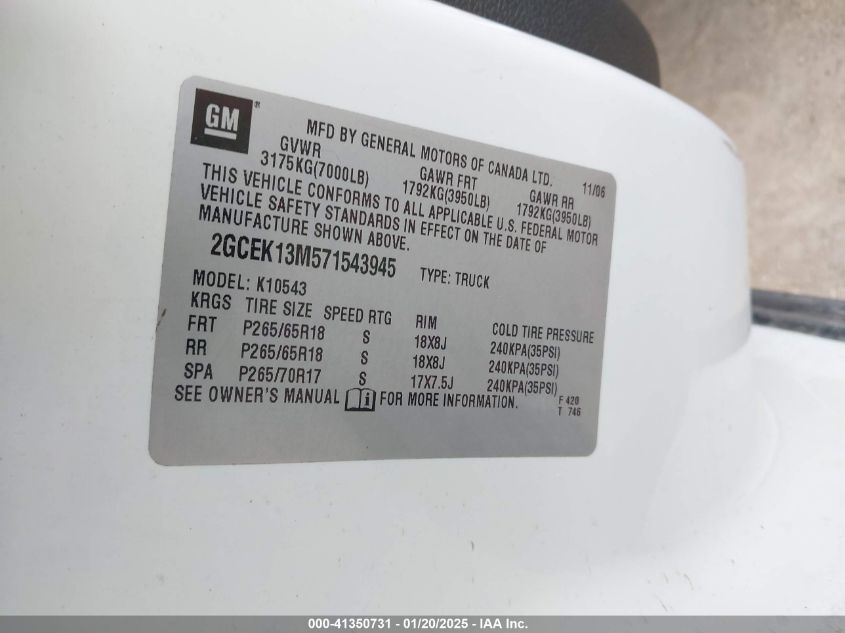 GM ®
MFD BY GENERAL MOTORS OF CANADA LTD. 11/06
GVWR GAWR FRT GAWR RR
3175KG(7000LB) 1792KG(3950LB) 1792KG(3950LB)
THIS VEHICLE CONFORMS TO ALL APPLICABLE U.S. FEDERAL MOTOR
VEHICLE SAFETY STANDARDS IN EFFECT ON THE DATE OF
MANUFACTURE SHOWN ABOVE.
2GCEK13M571543945 TYPE: TRUCK
MODEL: K10543
KRGS TIRE SIZE SPEED RTG RIM COLD TIRE PRESSURE
FRT P265/65R18 S 18X8J 240KPA(35PSI)
RR P265/65R18 S 18X8J 240KPA(35PSI)
SPA P265/70R17 S 17X7.5J 240KPA(35PSI)
SEE OWNER'S MANUAL i FOR MORE INFORMATION. F 420
T 746
000-41350731 - 01/20/2025 - IAA Inc.